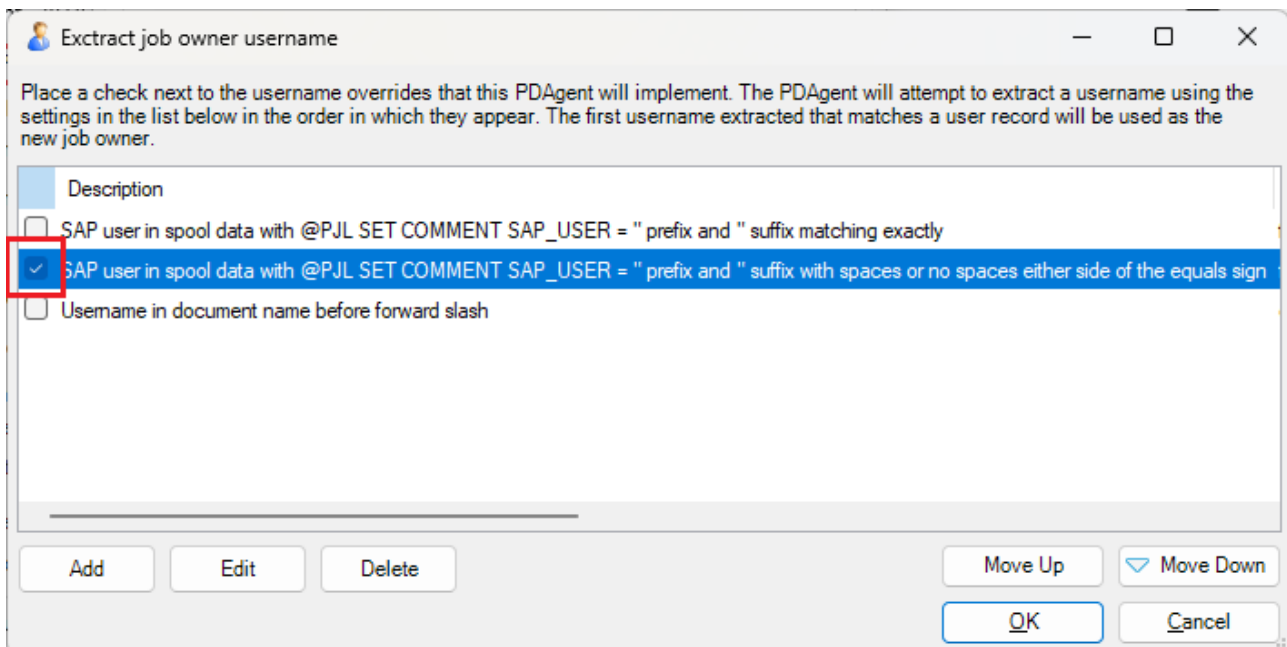 Exctract job owner username
Place a check next to the username overrides that this PDAgent will implement. The PDAgent will attempt to extract a username using the
settings in the list below in the order in which they appear. The first username extracted that matches a user record will be used as the
new job owner.
Description
SAP user in spool data with @PJL SET COMMENT SAP_USER = " prefix and " suffix matching exactly
SAP user in spool data with @PJL SET COMMENT SAP_USER = " prefix and " suffix with spaces or no spaces either side of the equals sign
Username in document name before forward slash
Add Edit Delete Move Up Move Down
OK Cancel